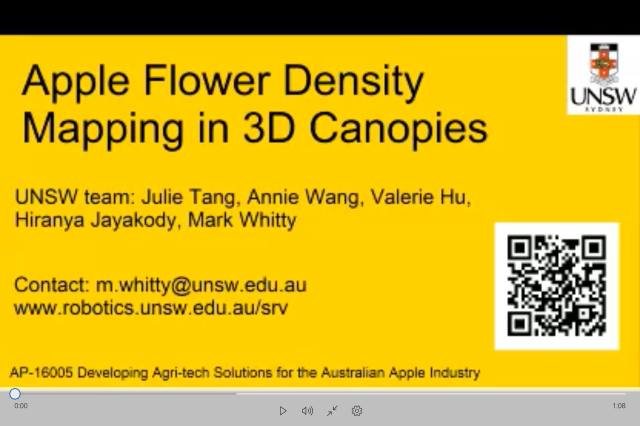 Apple Flower Density
Mapping in 3D Canopies
UNSW
SYDNEY
UNSW team: Julie Tang, Annie Wang, Valerie Hu,
Hiranya Jayakody, Mark Whitty
Contact: m.whitty@unsw.edu.au
www.robotics.unsw.edu.au/srv
AP-16005 Developing Agri-tech Solutions for the Australian Apple Industry
0:00
1:08